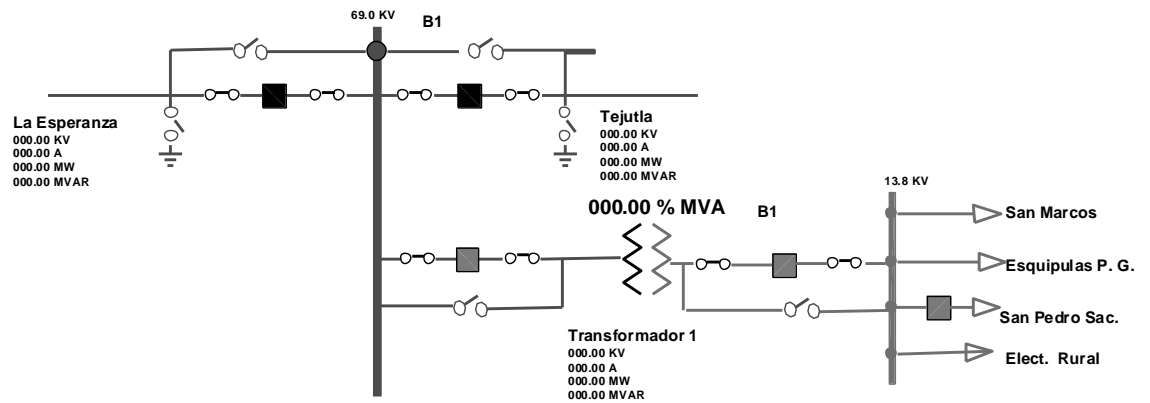 69.0 KV
B1
La Esperanza
000.00 KV
000.00 A
000.00 MW
000.00 MVAR
Tejutla
000.00 KV
000.00 A
000.00 MW
000.00 MVAR
000.00 % MVA
B1
13.8 KV
San Marcos
Esquipulas P. G.
San Pedro Sac.
Elect. Rural
Transformador 1
000.00 KV
000.00 A
000.00 MW
000.00 MVAR